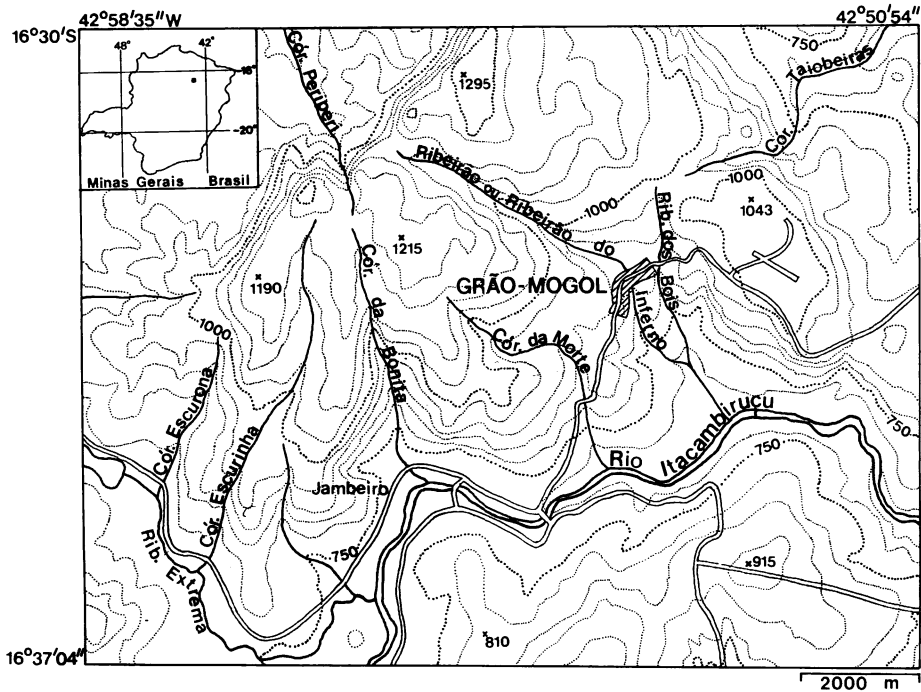 42°58'35"W
42°50'54"
16°30'S
48°
42°
16°
20°
Minas Gerais Brasil
Cór. Periberi
1295
750
Cor. Taiobeiras
Ribeirão ou Ribeirão do Inferno
1000
1000
1043
Rib. dos Bois
1215
1190
GRÃO-MOGOL
Cór. da Bonita
Cór. da Morte
1000
Cór. Escurona
Cór. Escurinha
Rio Itacambiruçu
750
750
Jambeiro
750
Rib. Extrema
915
810
16°37'04"
2000 m